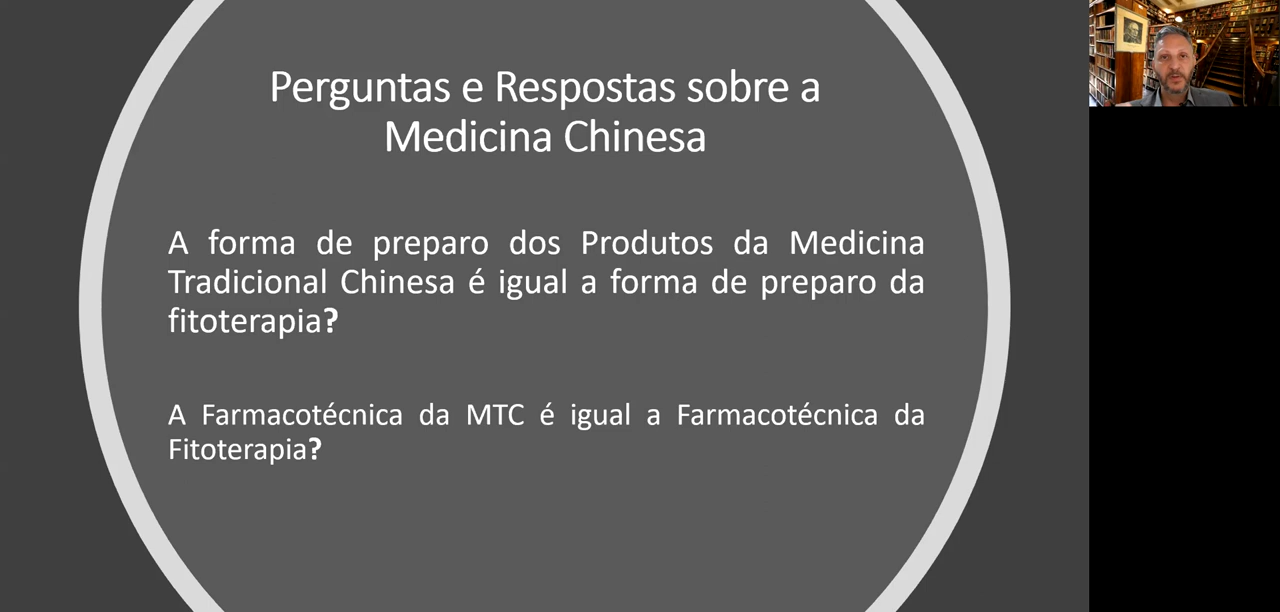 Perguntas e Respostas sobre a
Medicina Chinesa
A forma de preparo dos Produtos da Medicina
Tradicional Chinesa é igual a forma de preparo da
fitoterapia?
A Farmacotécnica da MTC é igual a Farmacotécnica da
Fitoterapia?